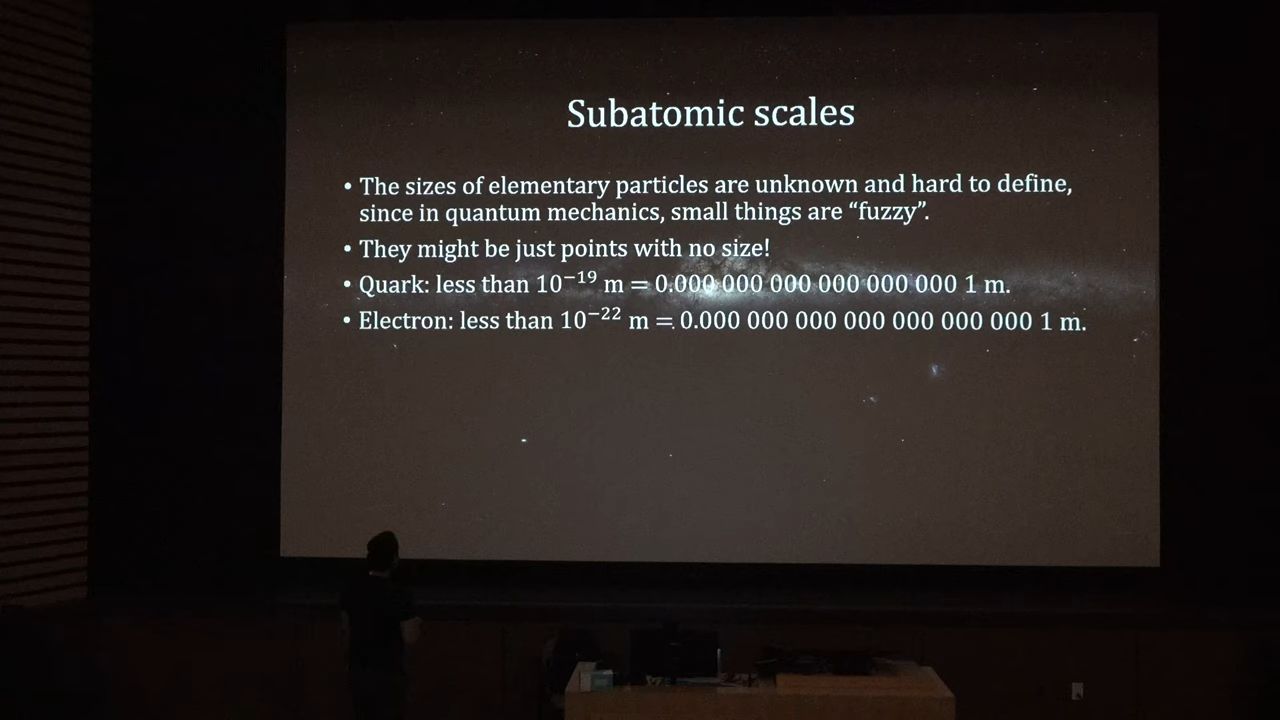 Subatomic scales
• The sizes of elementary particles are unknown and hard to define,
since in quantum mechanics, small things are “fuzzy”.
• They might be just points with no size!
• Quark: less than 10⁻¹⁹ m = 0.000 000 000 000 000 000 1 m.
• Electron: less than 10⁻²² m = 0.000 000 000 000 000 000 000 1 m.